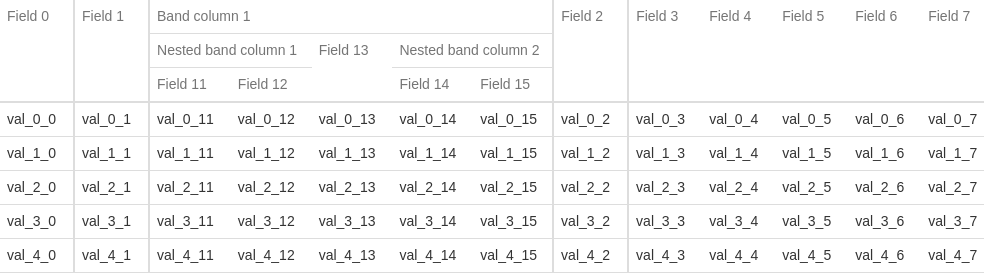 Field 0 Field 1 Band column 1 Field 2 Field 3 Field 4 Field 5 Field 6 Field 7
Nested band column 1 Field 13 Nested band column 2
Field 11 Field 12 Field 14 Field 15
val_0_0 val_0_1 val_0_11 val_0_12 val_0_13 val_0_14 val_0_15 val_0_2 val_0_3 val_0_4 val_0_5 val_0_6 val_0_7
val_1_0 val_1_1 val_1_11 val_1_12 val_1_13 val_1_14 val_1_15 val_1_2 val_1_3 val_1_4 val_1_5 val_1_6 val_1_7
val_2_0 val_2_1 val_2_11 val_2_12 val_2_13 val_2_14 val_2_15 val_2_2 val_2_3 val_2_4 val_2_5 val_2_6 val_2_7
val_3_0 val_3_1 val_3_11 val_3_12 val_3_13 val_3_14 val_3_15 val_3_2 val_3_3 val_3_4 val_3_5 val_3_6 val_3_7
val_4_0 val_4_1 val_4_11 val_4_12 val_4_13 val_4_14 val_4_15 val_4_2 val_4_3 val_4_4 val_4_5 val_4_6 val_4_7